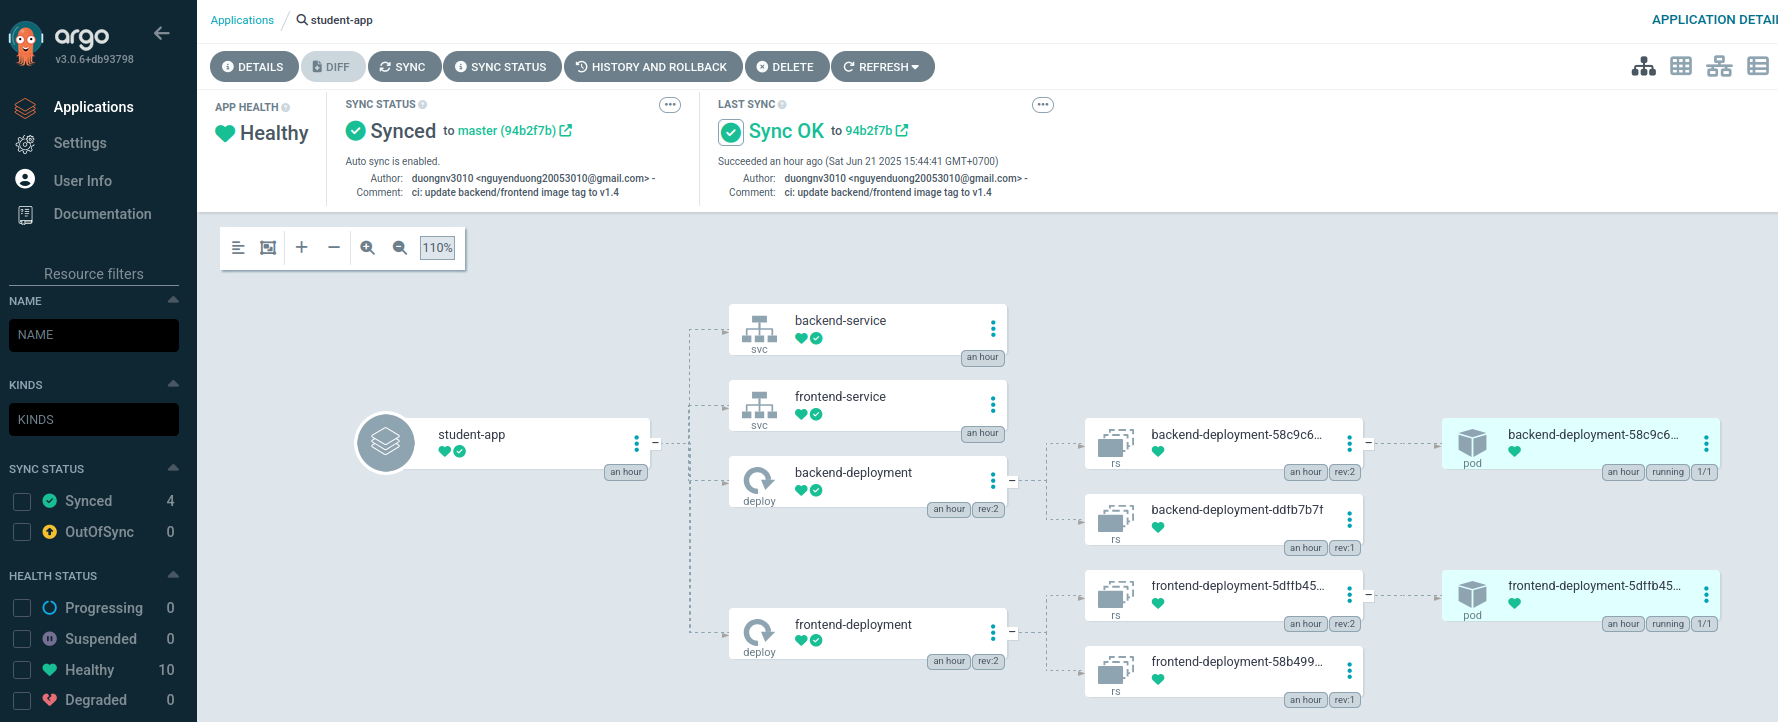 argo
v3.0.6+db93798
Applications
Settings
User Info
Documentation
Resource filters
NAME
NAME
KINDS
KINDS
SYNC STATUS
Synced 4
OutOfSync 0
HEALTH STATUS
Progressing 0
Suspended 0
Healthy 10
Degraded 0
Applications / student-app
APPLICATION DETAI
DETAILS DIFF SYNC SYNC STATUS HISTORY AND ROLLBACK DELETE REFRESH
APP HEALTH
Healthy
SYNC STATUS
Synced to master (94b2f7b)
Auto sync is enabled.
Author: duongnv3010 <nguyenduong20053010@gmail.com> -
Comment: ci: update backend/frontend image tag to v1.4
LAST SYNC
Sync OK to 94b2f7b
Succeeded an hour ago (Sat Jun 21 2025 15:44:41 GMT+0700)
Author: duongnv3010 <nguyenduong20053010@gmail.com> -
Comment: ci: update backend/frontend image tag to v1.4
110%
student-app
an hour
backend-service
svc
an hour
frontend-service
svc
an hour
backend-deployment
deploy
an hour rev:2
frontend-deployment
deploy
an hour rev:2
backend-deployment-58c9c6...
rs
an hour rev:2
backend-deployment-ddfb7b7f
rs
an hour rev:1
frontend-deployment-5dffb45...
rs
an hour rev:2
frontend-deployment-58b499...
rs
an hour rev:1
backend-deployment-58c9c6...
pod
an hour running 1/1
frontend-deployment-5dffb45...
pod
an hour running 1/1